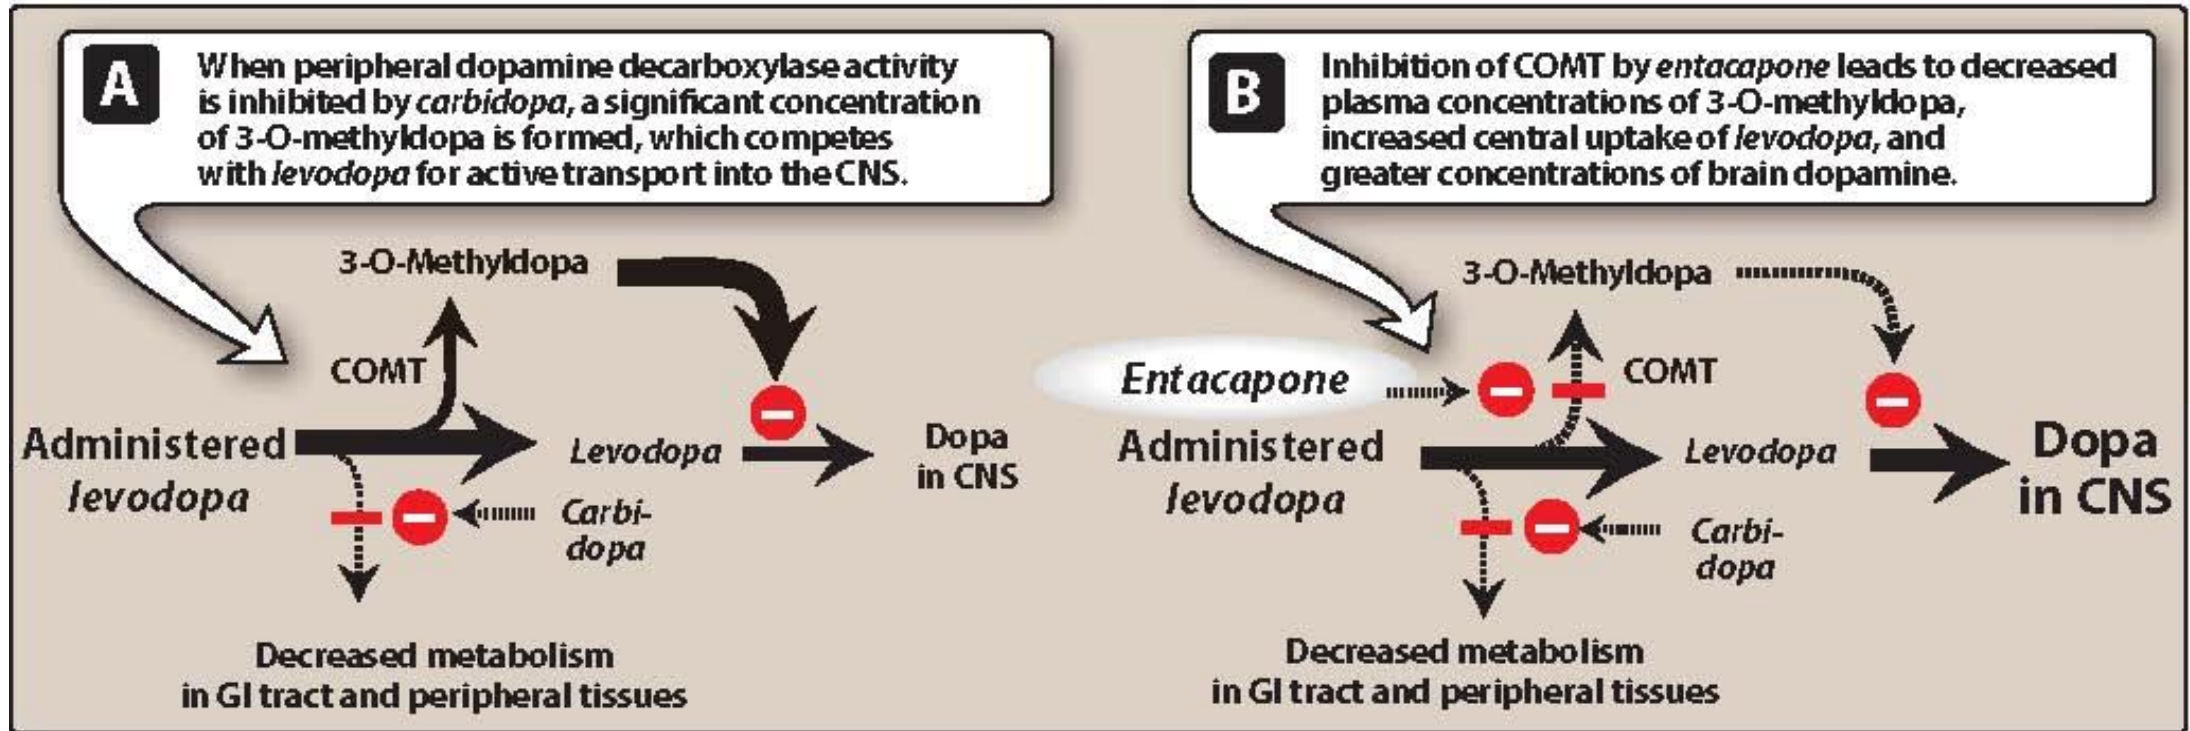 A
When peripheral dopamine decarboxylase activity
is inhibited by carbidopa, a significant concentration
of 3-O-methyldopa is formed, which competes
with levodopa for active transport into the CNS.
3-O-Methyldopa
COMT
Administered
levodopa
Levodopa
Dopa
in CNS
Carbi-
dopa
Decreased metabolism
in GI tract and peripheral tissues
B
Inhibition of COMT by entacapone leads to decreased
plasma concentrations of 3-O-methyldopa,
increased central uptake of levodopa, and
greater concentrations of brain dopamine.
3-O-Methyldopa
Entacapone
COMT
Administered
levodopa
Levodopa
Dopa
in CNS
Carbi-
dopa
Decreased metabolism
in GI tract and peripheral tissues